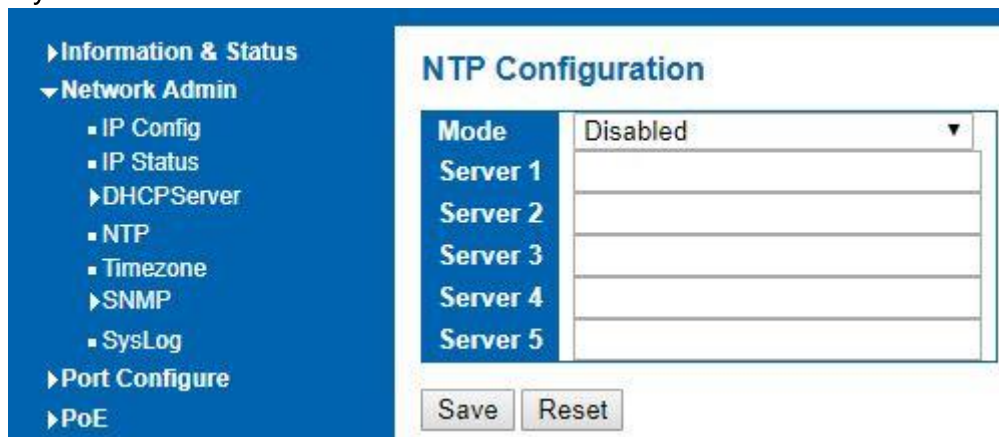 Information & Status
Network Admin
IP Config
IP Status
DHCPServer
NTP
Timezone
SNMP
SysLog
Port Configure
PoE
NTP Configuration
Mode Disabled
Server 1
Server 2
Server 3
Server 4
Server 5
Save Reset